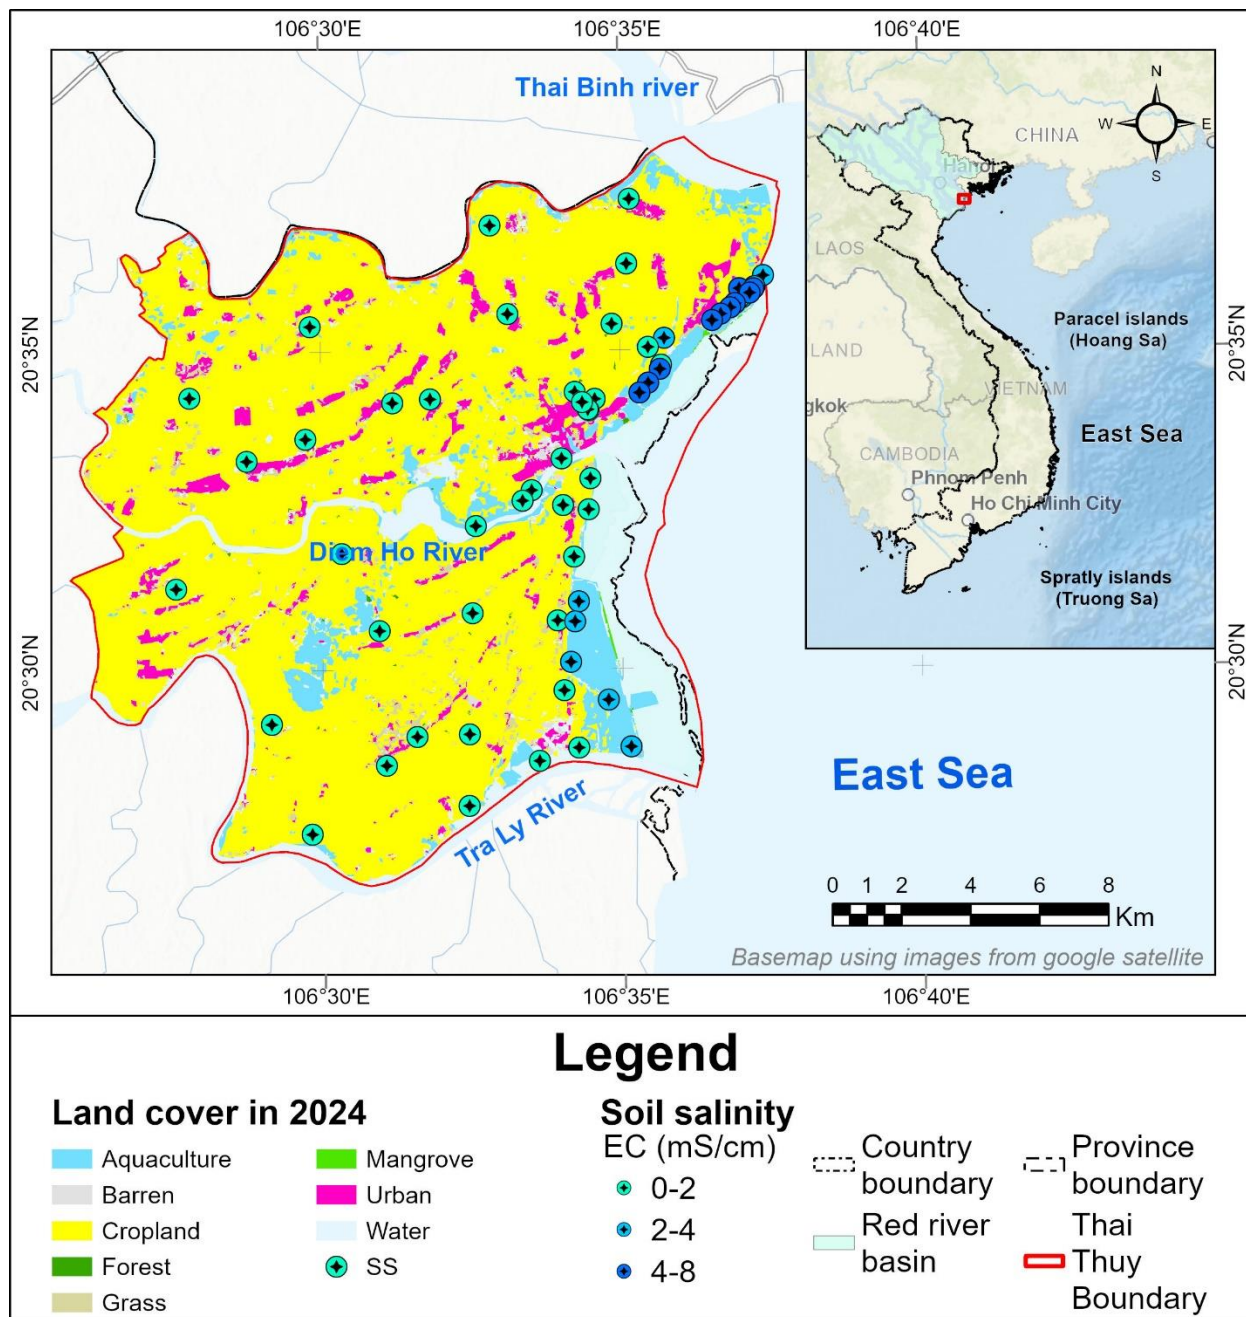 106°30'E
106°35'E
106°40'E
Thai Binh river
N
W
E
S
CHINA
Hanoi
LAOS
20°35'N
20°35'N
Paracel islands
(Hoang Sa)
LAND
VIETNAM
gkok
East Sea
CAMBODIA
Phnom Penh
Ho Chi Minh City
Diem Ho River
Spratly islands
(Truong Sa)
20°30'N
20°30'N
East Sea
Tra Ly River
0 1 2 4 6 8
Km
Basemap using images from google satellite
106°30'E
106°35'E
106°40'E
Legend
Land cover in 2024
Aquaculture
Barren
Cropland
Forest
Grass
Mangrove
Urban
Water
SS
Soil salinity
EC (mS/cm)
0-2
2-4
4-8
Country
boundary
Red river
basin
Province
boundary
Thai
Thuy
Boundary